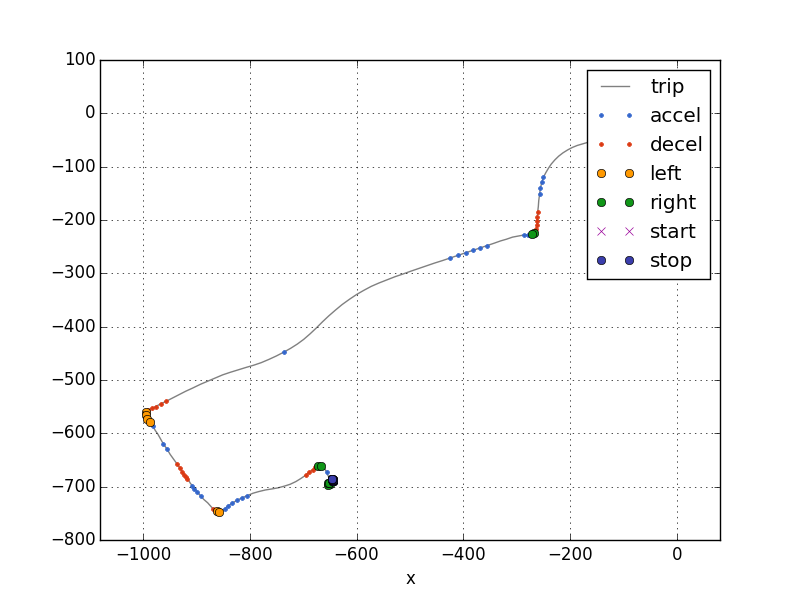 100
0
−100
−200
−300
−400
−500
−600
−700
−800
−1000
−800
−600
−400
−200
0
x
trip
accel
decel
left
right
start
stop